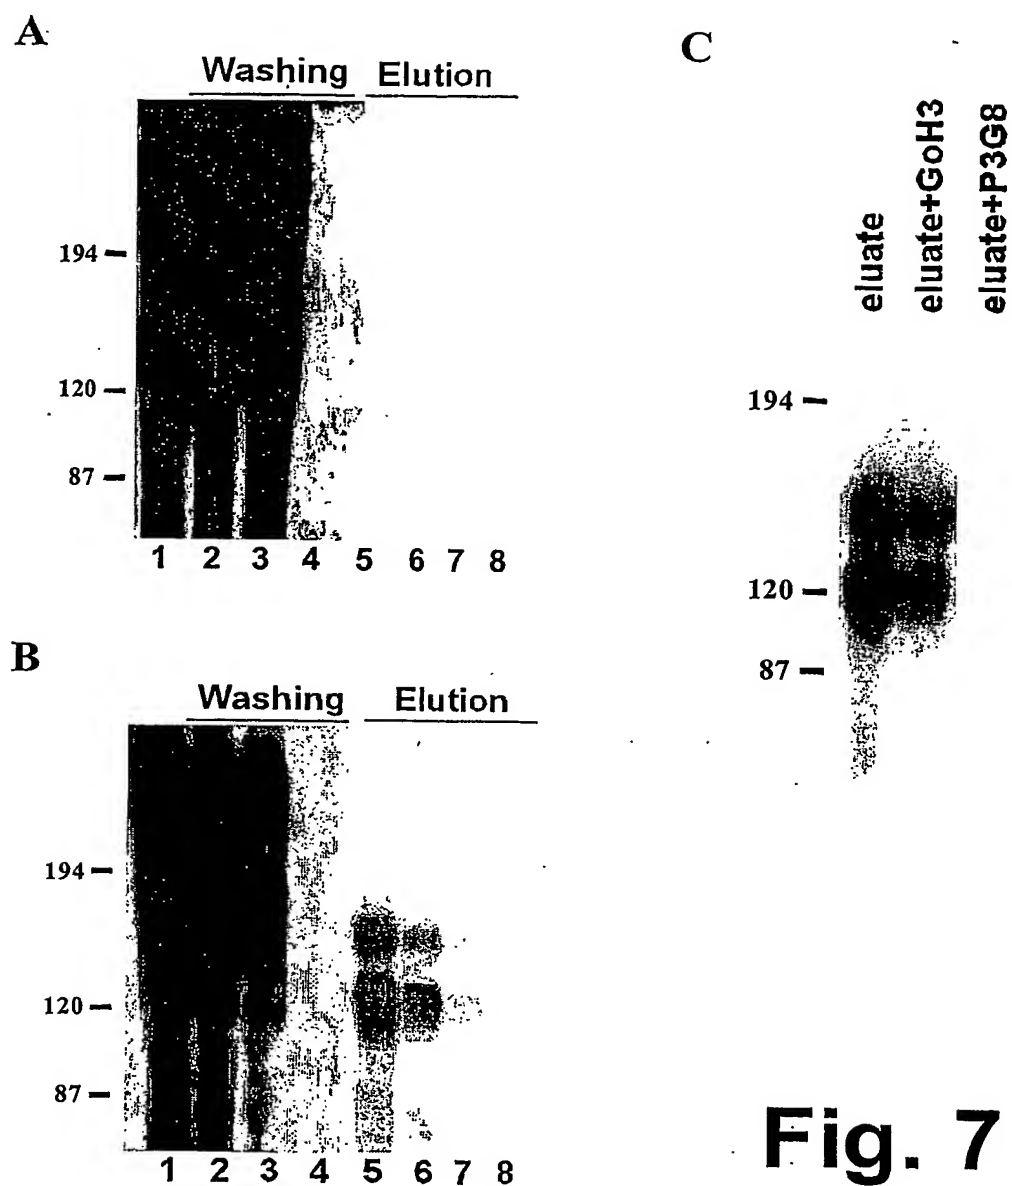 A
Washing Elution
194
120
87
1 2 3 4 5 6 7 8
B
Washing Elution
194
120
87
1 2 3 4 5 6 7 8
C
eluate
eluate+GoH3
eluate+P3G8
194
120
87
Fig. 7